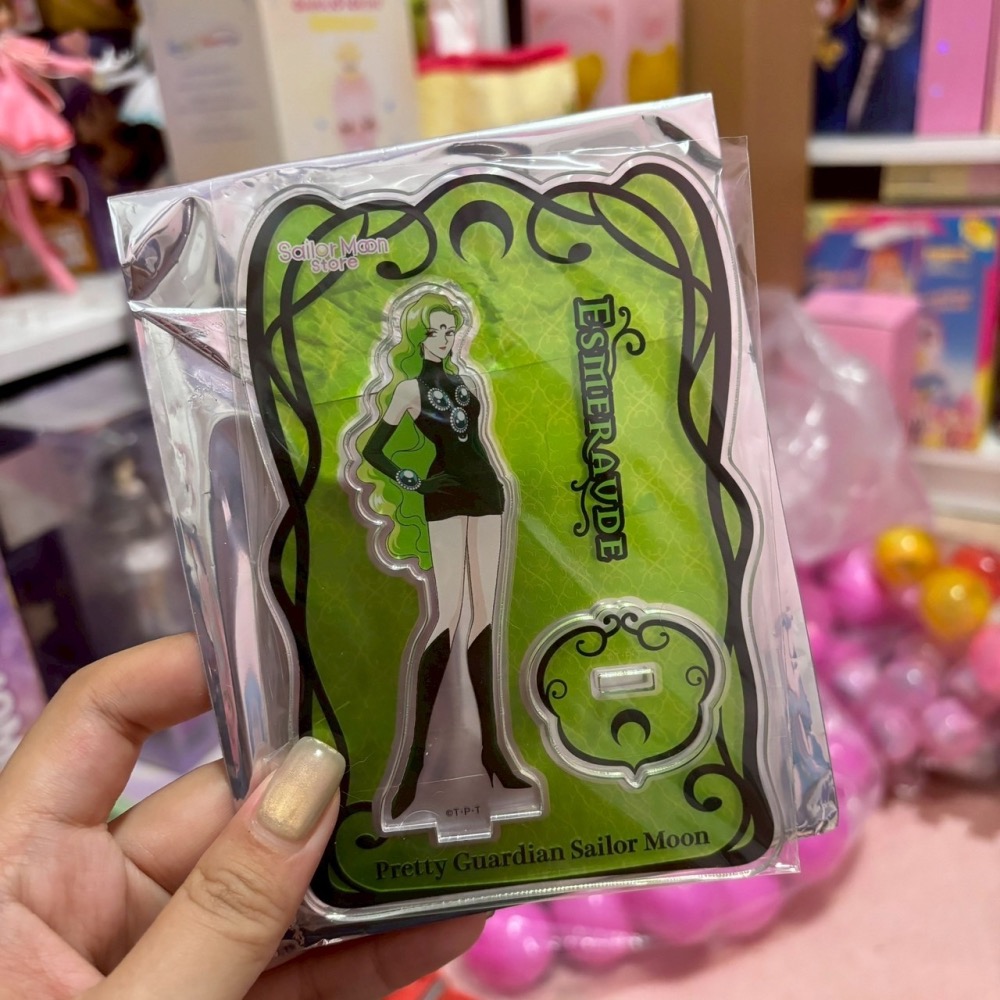 Sailor Moon
Store
ESMERAUDE
©T•P•T
Pretty Guardian Sailor Moon